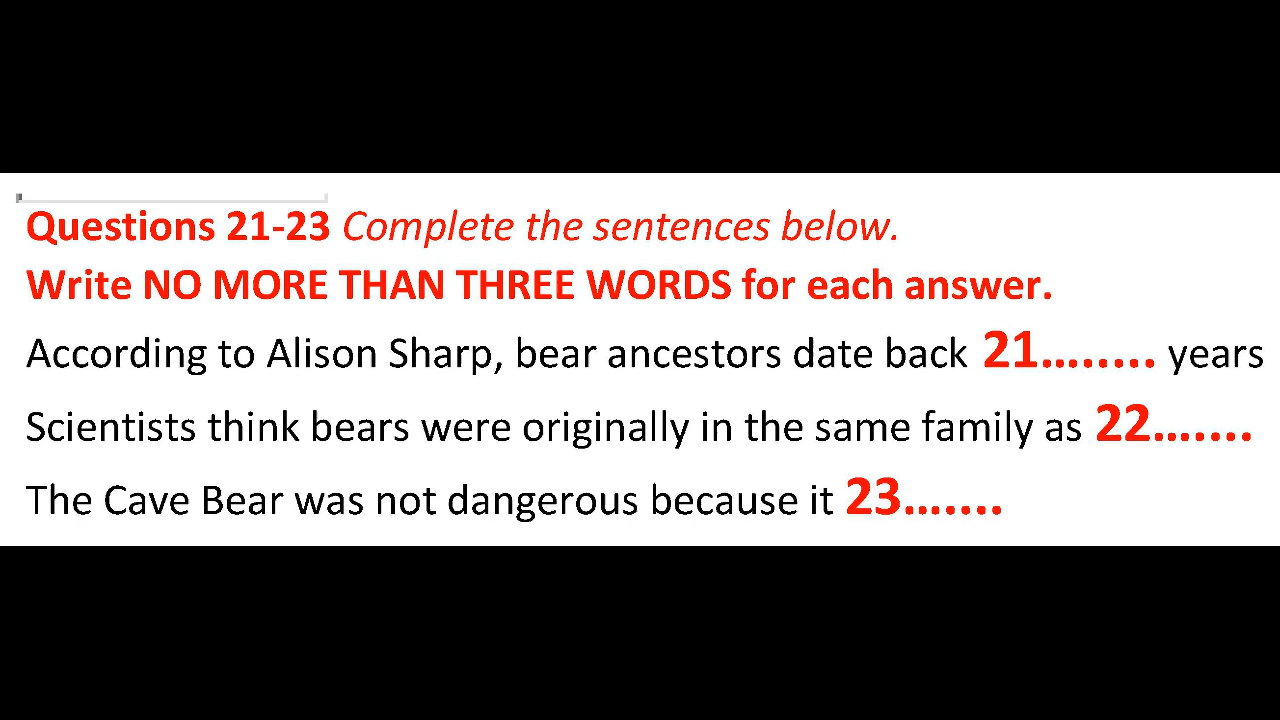 Questions 21-23 Complete the sentences below.
Write NO MORE THAN THREE WORDS for each answer.
According to Alison Sharp, bear ancestors date back 21…..... years
Scientists think bears were originally in the same family as 22…....
The Cave Bear was not dangerous because it 23…....